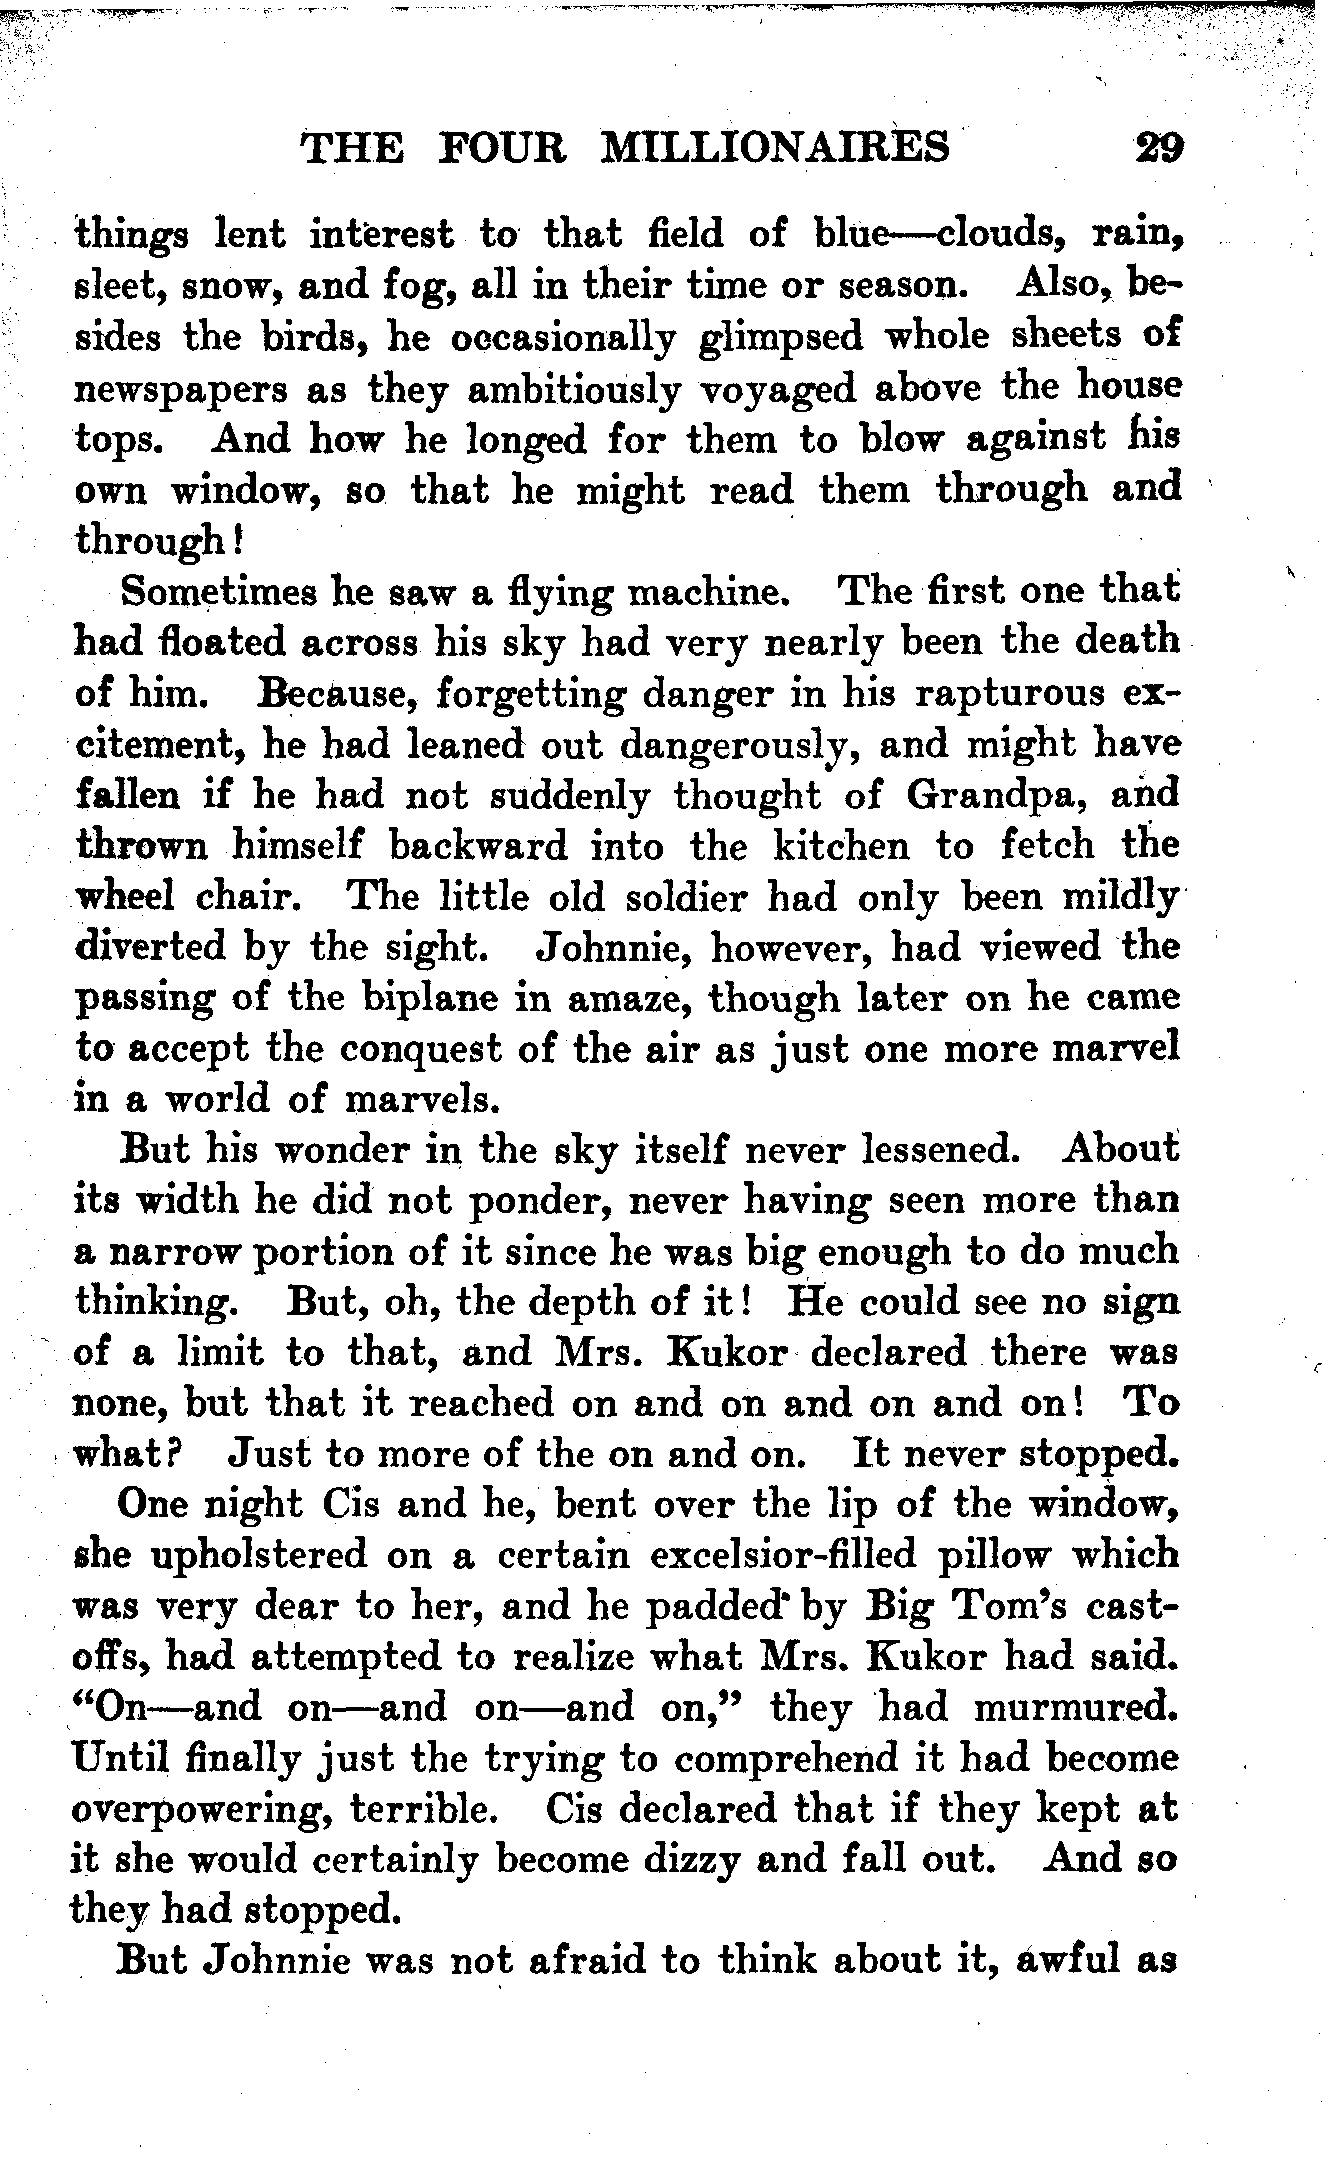 THE FOUR MILLIONAIRES 29
things lent interest to that field of blue—clouds, rain,
sleet, snow, and fog, all in their time or season. Also, be-
sides the birds, he occasionally glimpsed whole sheets of
newspapers as they ambitiously voyaged above the house
tops. And how he longed for them to blow against his
own window, so that he might read them through and
through!
Sometimes he saw a flying machine. The first one that
had floated across his sky had very nearly been the death
of him. Because, forgetting danger in his rapturous ex-
citement, he had leaned out dangerously, and might have
fallen if he had not suddenly thought of Grandpa, and
thrown himself backward into the kitchen to fetch the
wheel chair. The little old soldier had only been mildly
diverted by the sight. Johnnie, however, had viewed the
passing of the biplane in amaze, though later on he came
to accept the conquest of the air as just one more marvel
in a world of marvels.
But his wonder in the sky itself never lessened. About
its width he did not ponder, never having seen more than
a narrow portion of it since he was big enough to do much
thinking. But, oh, the depth of it! He could see no sign
of a limit to that, and Mrs. Kukor declared there was
none, but that it reached on and on and on and on! To
what? Just to more of the on and on. It never stopped.
One night Cis and he, bent over the lip of the window,
she upholstered on a certain excelsior-filled pillow which
was very dear to her, and he padded by Big Tom's cast-
offs, had attempted to realize what Mrs. Kukor had said.
“On—and on—and on—and on,” they had murmured.
Until finally just the trying to comprehend it had become
overpowering, terrible. Cis declared that if they kept at
it she would certainly become dizzy and fall out. And so
they had stopped.
But Johnnie was not afraid to think about it, awful as